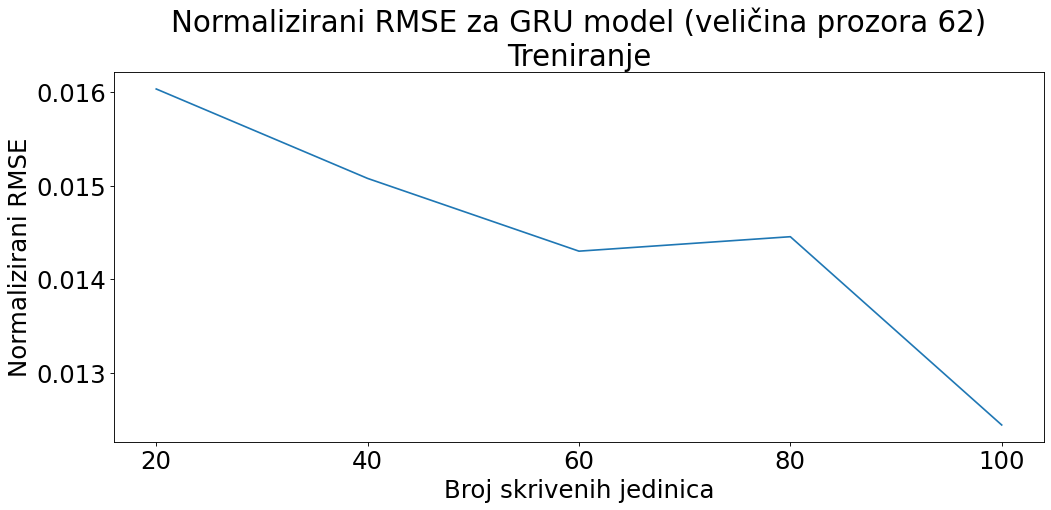 Normalizirani RMSE za GRU model (veličina prozora 62)
Treniranje
Normalizirani RMSE
0.016
0.015
0.014
0.013
20 40 60 80 100
Broj skrivenih jedinica